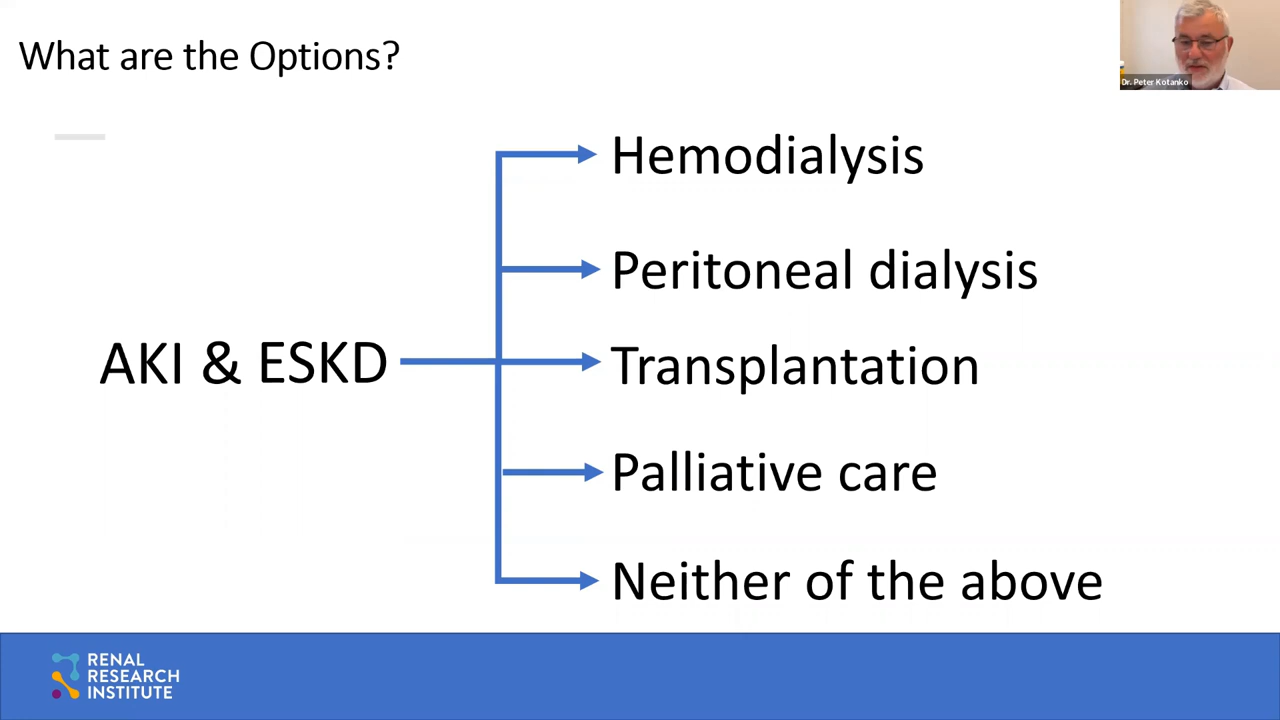 What are the Options?
Dr. Peter Kotanko
Hemodialysis
Peritoneal dialysis
AKI & ESKD
Transplantation
Palliative care
Neither of the above
RENAL
RESEARCH
INSTITUTE